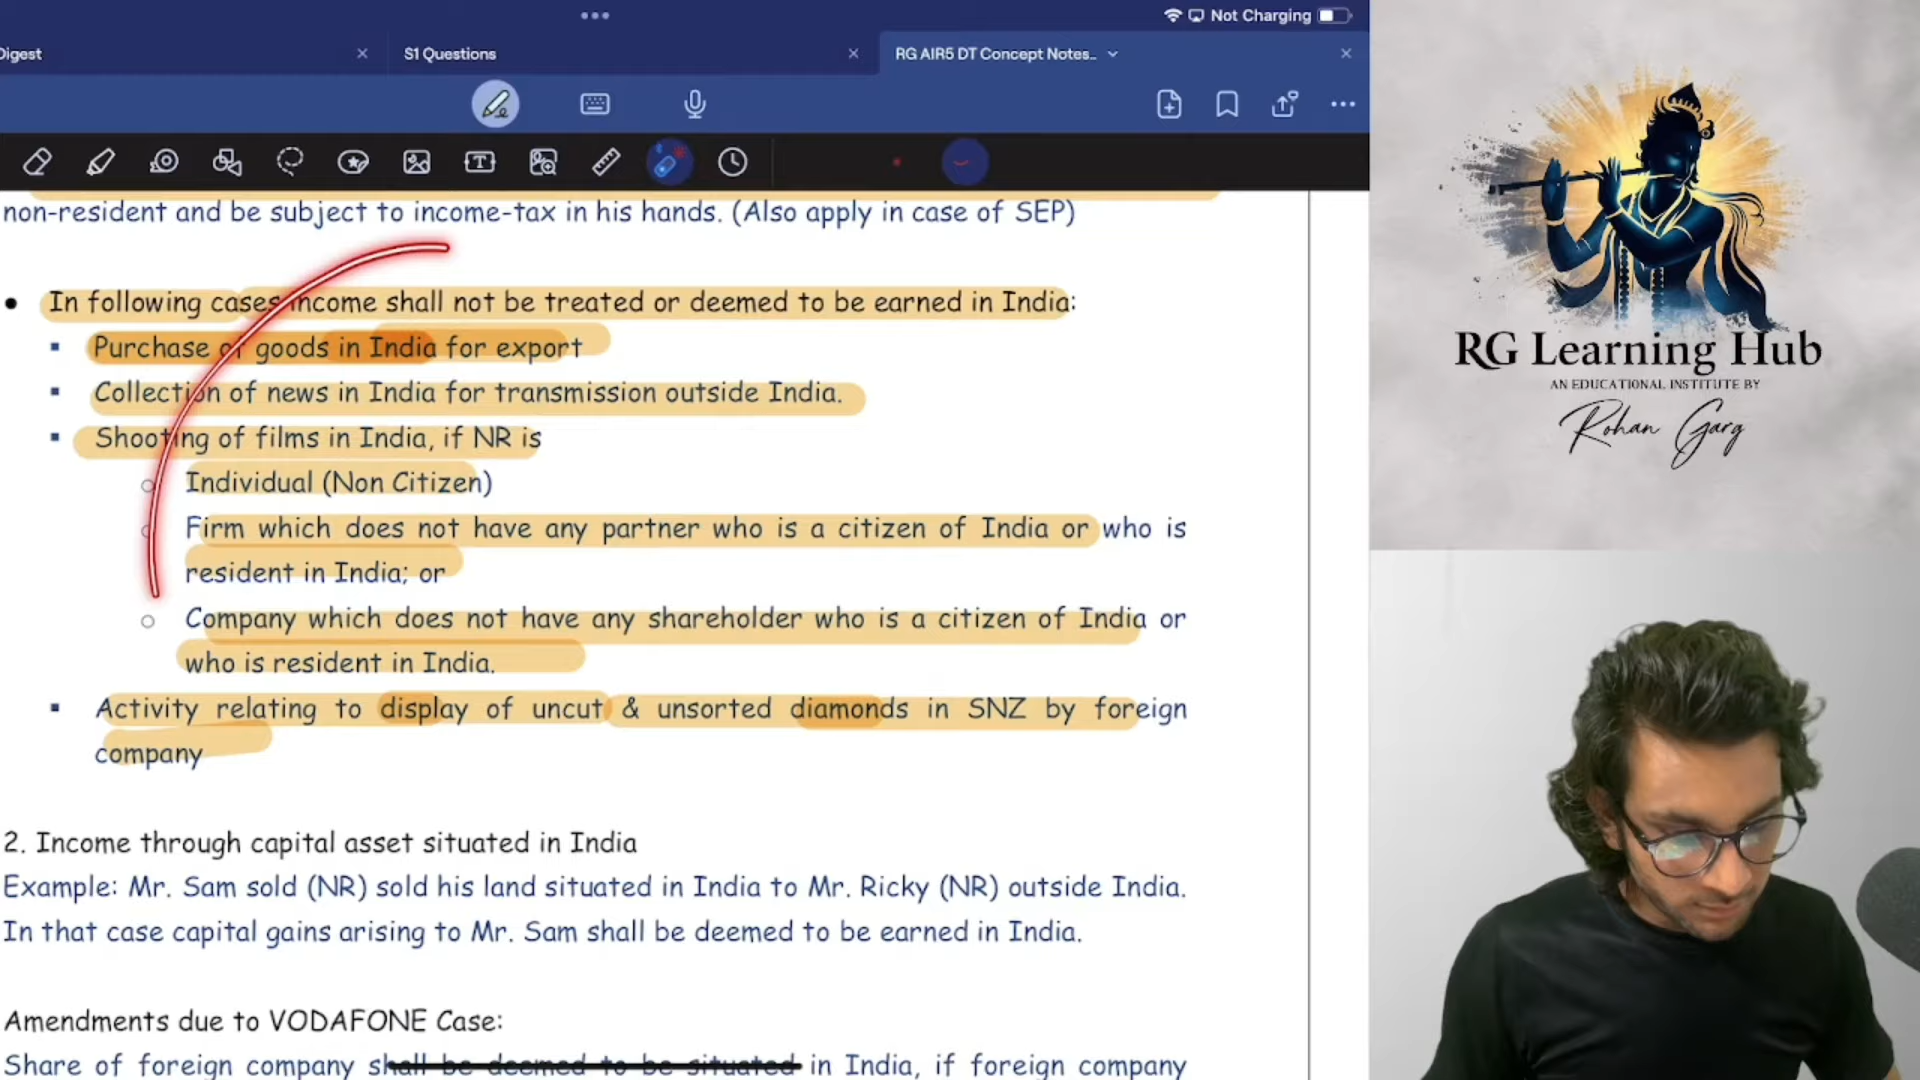 Not Charging
Digest
S1 Questions
RG AIR5 DT Concept Notes..
non-resident and be subject to income-tax in his hands. (Also apply in case of SEP)
In following cases income shall not be treated or deemed to be earned in India:
Purchase of goods in India for export
Collection of news in India for transmission outside India.
Shooting of films in India, if NR is
Individual (Non Citizen)
Firm which does not have any partner who is a citizen of India or who is
resident in India; or
Company which does not have any shareholder who is a citizen of India or
who is resident in India.
Activity relating to display of uncut & unsorted diamonds in SNZ by foreign
company
2. Income through capital asset situated in India
Example: Mr. Sam sold (NR) sold his land situated in India to Mr. Ricky (NR) outside India.
In that case capital gains arising to Mr. Sam shall be deemed to be earned in India.
Amendments due to VODAFONE Case:
Share of foreign company shall be deemed to be situated in India, if foreign company
RG Learning Hub
AN EDUCATIONAL INSTITUTE BY
Rohan Garg